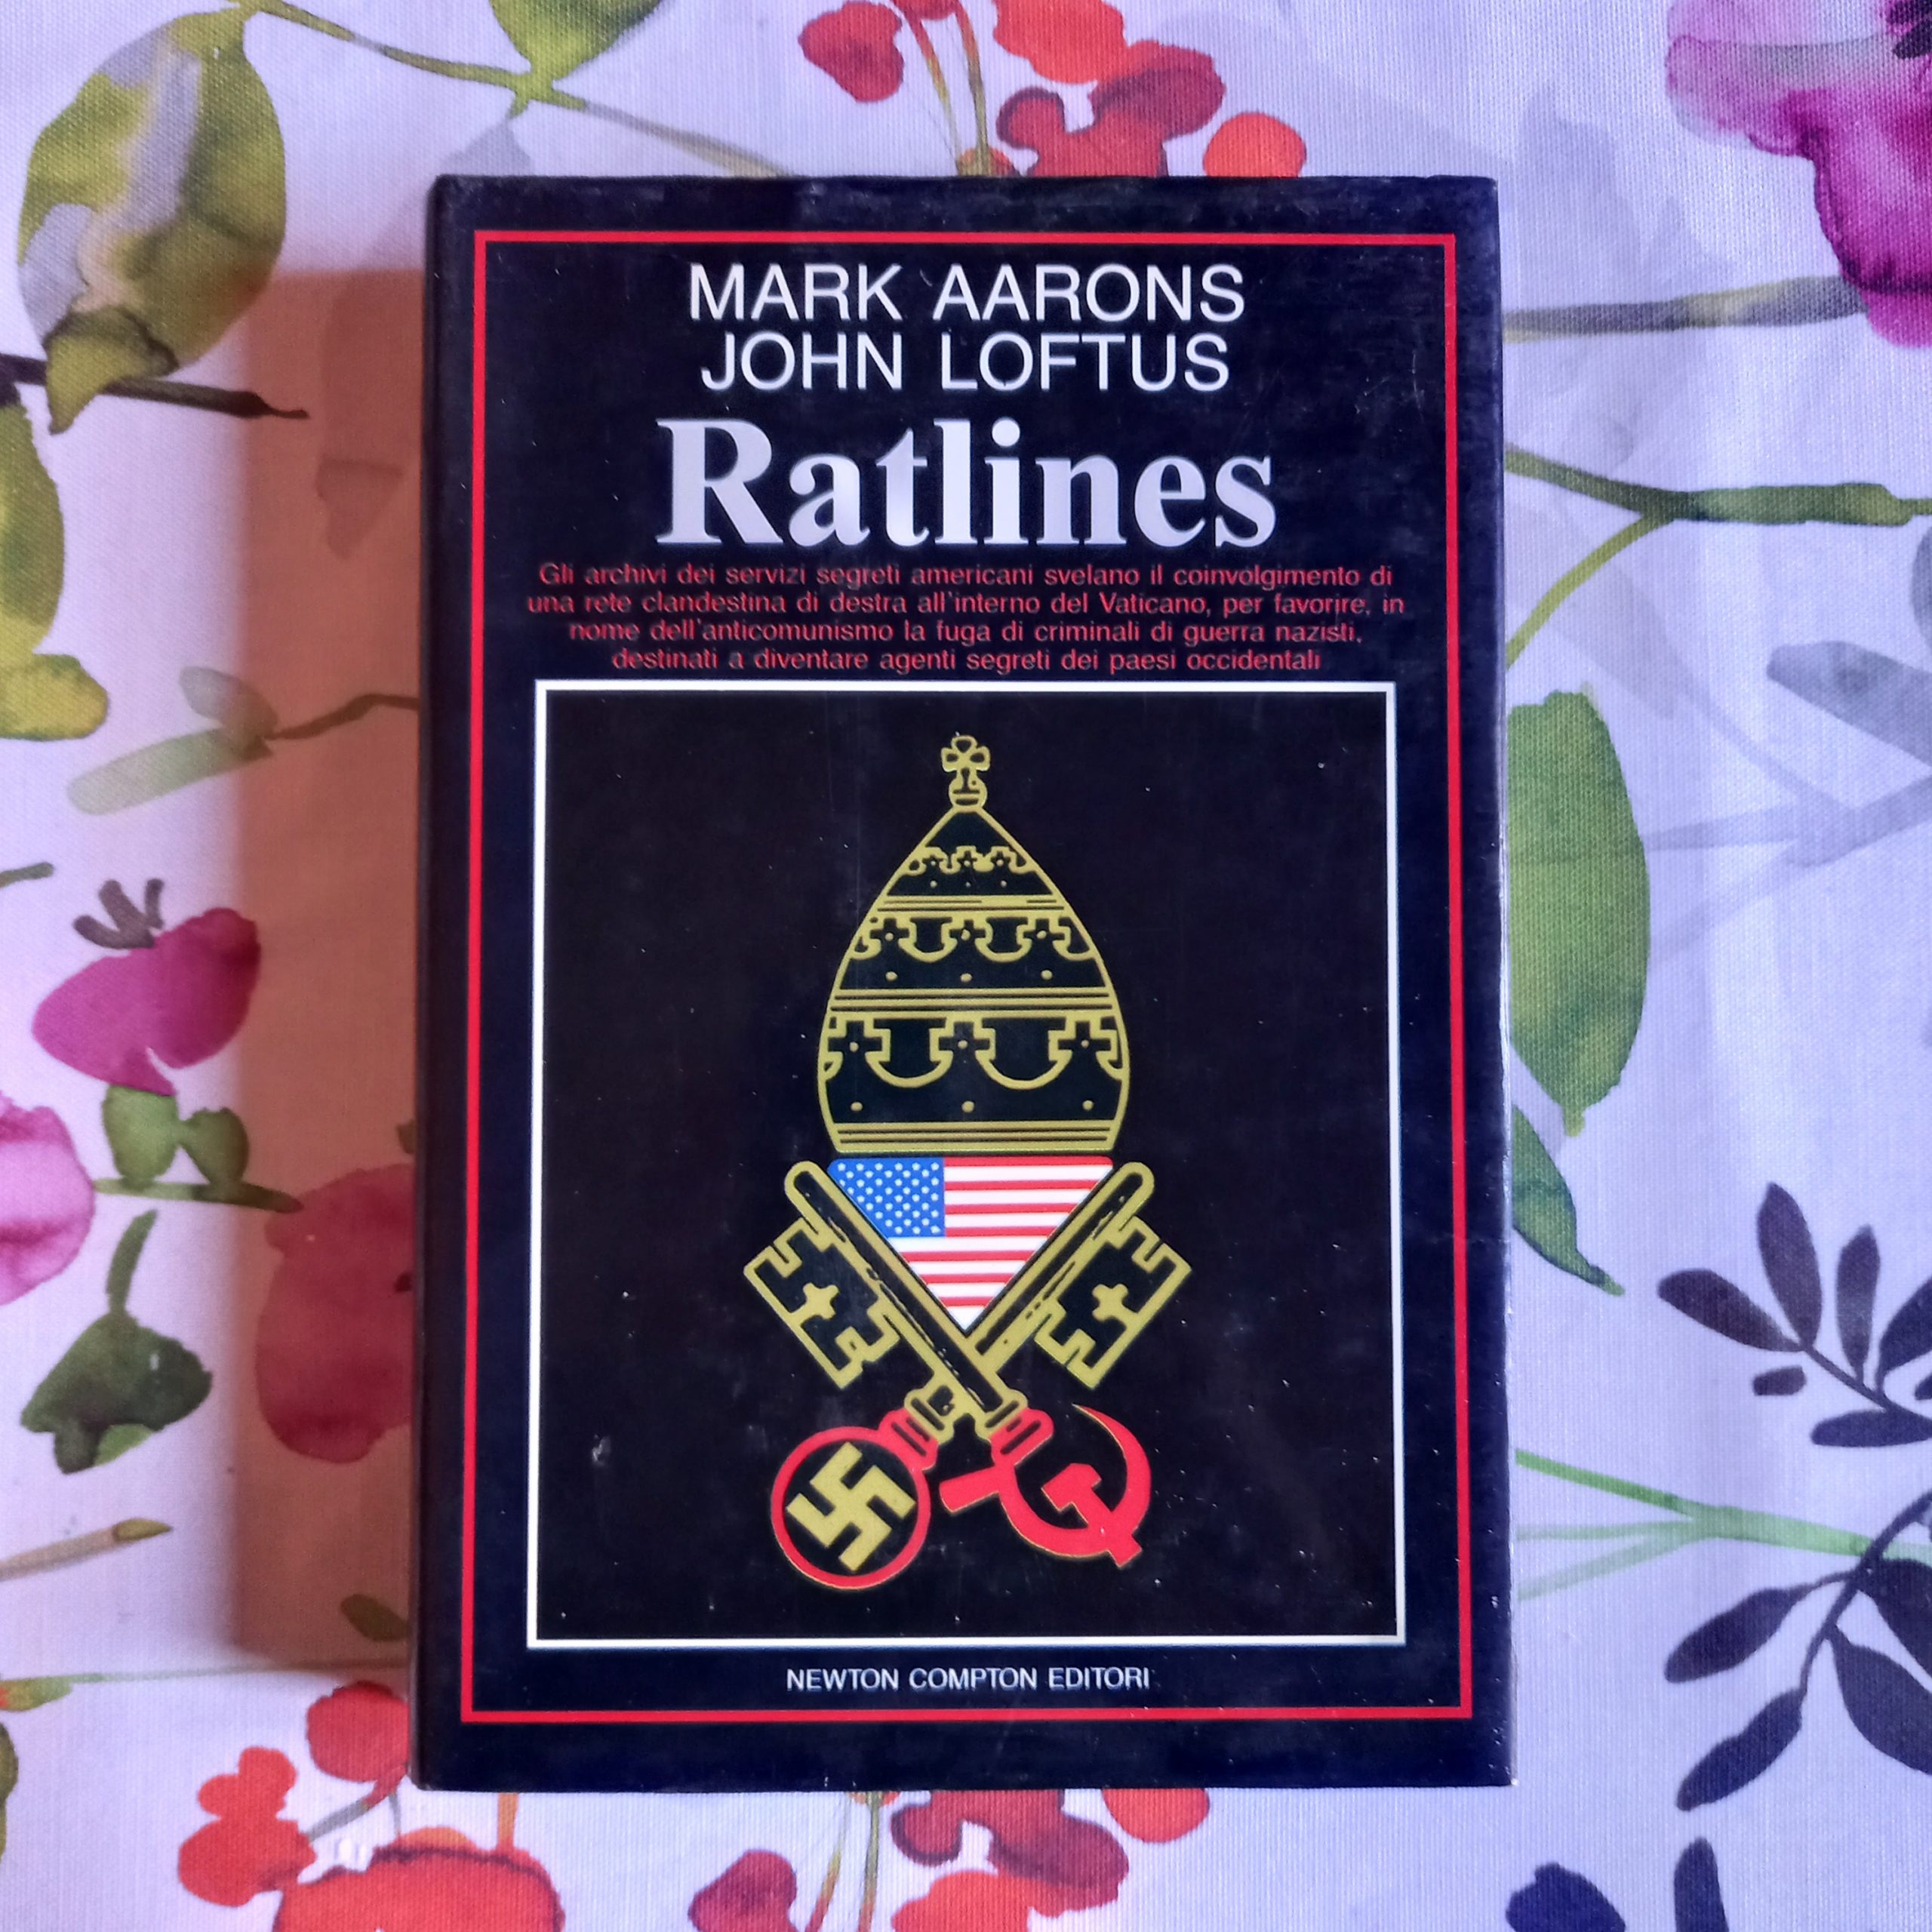 MARK AARONS
JOHN LOFTUS
Ratlines
Gli archivi dei servizi segreti americani svelano il coinvolgimento di
una rete clandestina di destra all'interno del Vaticano, per favorire, in
nome dell'anticomunismo la fuga di criminali di guerra nazisti,
destinati a diventare agenti segreti dei paesi occidentali
NEWTON COMPTON EDITORI